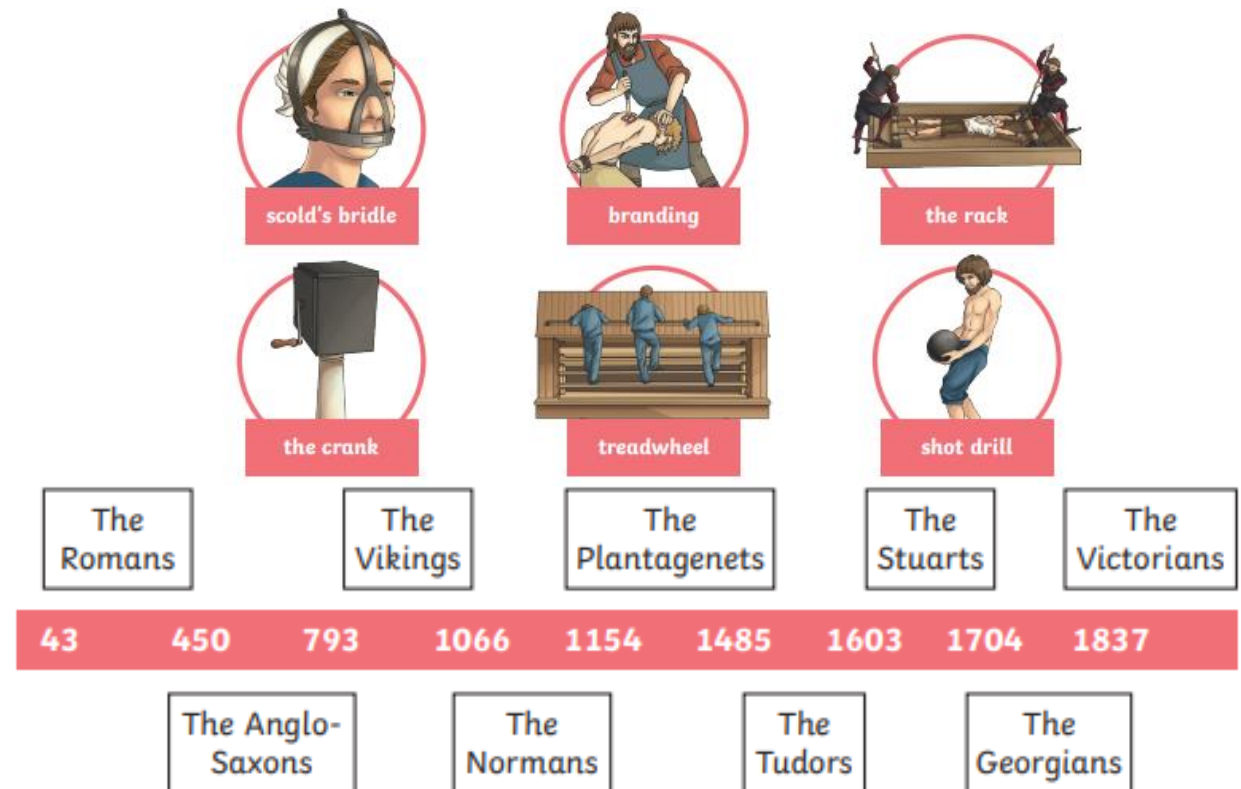 scold's bridle
branding
the rack
the crank
treadwheel
shot drill
The
Romans
The
Vikings
The
Plantagenets
The
Stuarts
The
Victorians
43 450 793 1066 1154 1485 1603 1704 1837
The Anglo-
Saxons
The
Normans
The
Tudors
The
Georgians